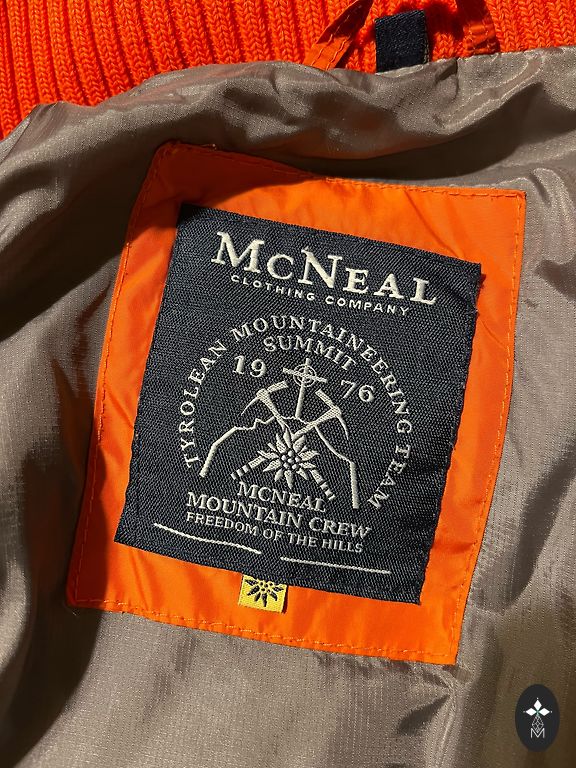 McNEAL
CLOTHING COMPANY
TYROLEAN MOUNTAINEERING TEAM
SUMMIT
19 76
MCNEAL
MOUNTAIN CREW
FREEDOM OF THE HILLS
M